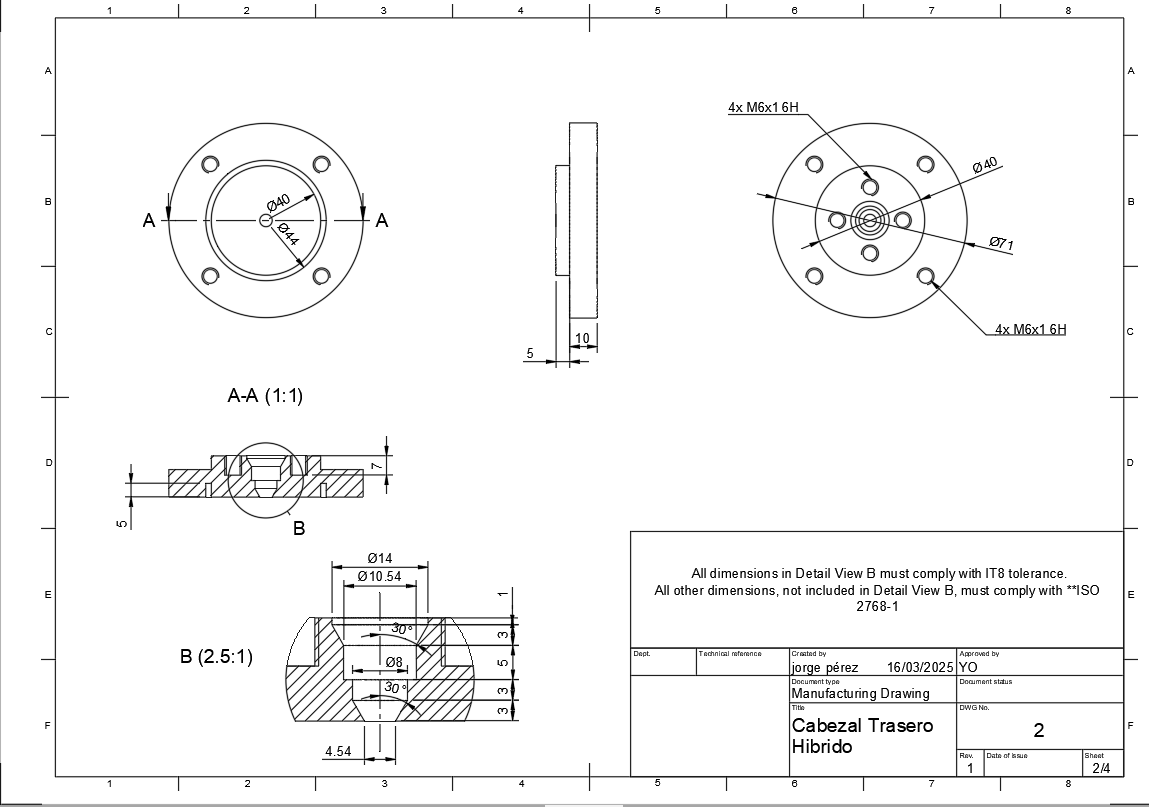 1 2 3 4 5 6 7 8
A
A
B
B
C
C
D
D
E
E
F
F
4x M6x1 6H
Ø40
Ø44
A
A
Ø40
Ø71
4x M6x1 6H
10
5
A-A (1:1)
7
5
B
Ø14
Ø10.54
1
30°
3
B (2.5:1)
Ø8
5
30°
3
3
4.54
All dimensions in Detail View B must comply with IT8 tolerance.
All other dimensions, not included in Detail View B, must comply with **ISO
2768-1
Dept.
Technical reference
Created by
Approved by
jorge pérez 16/03/2025
YO
Document type
Document status
Manufacturing Drawing
Title
DWG No.
Cabezal Trasero
Hibrido
2
Rev.
Date of issue
Sheet
1
2/4
1 2 3 4 5 6 7 8